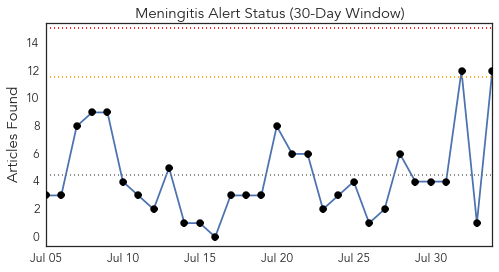 Meningitis Alert Status (30-Day Window)
Articles Found
14
12
10
8
6
4
2
0
Jul 05 Jul 10 Jul 15 Jul 20 Jul 25 Jul 30